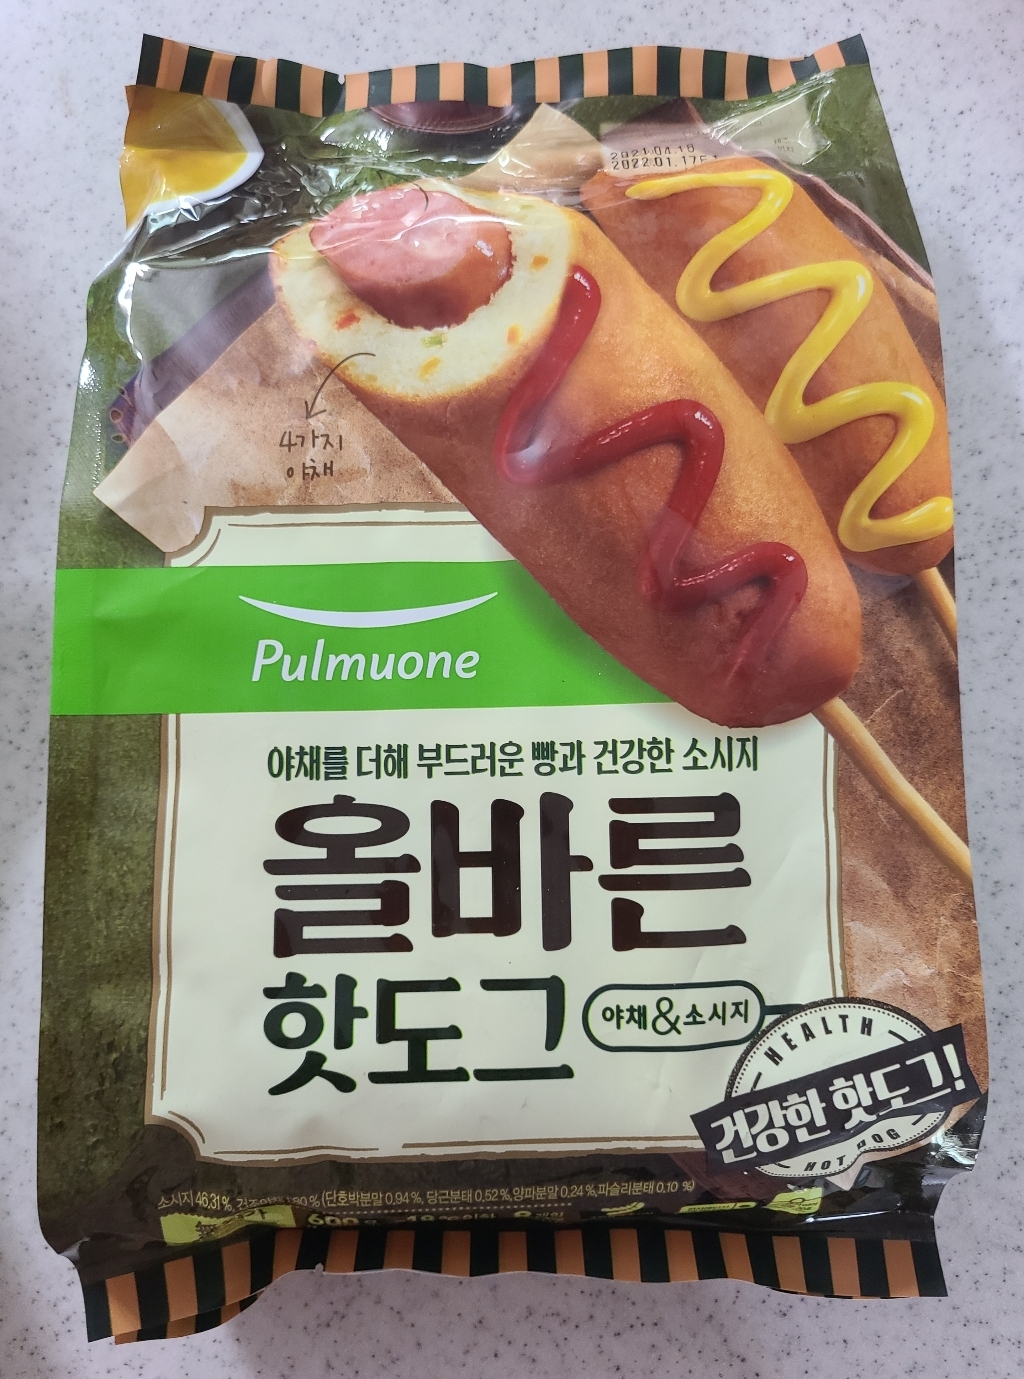 2021.04.18
2022.01.17
4가지
야채
Pulmuone
야채를 더해 부드러운 빵과 건강한 소시지
올바른
핫도그
야채&소시지
HEALTH
건강한 핫도그!
HOT DOG
소시지 46.31%, (단호박분말 0.94%, 당근분태 0.52%, 양파분말 0.24%, 파슬리분태 0.10%)
600 g